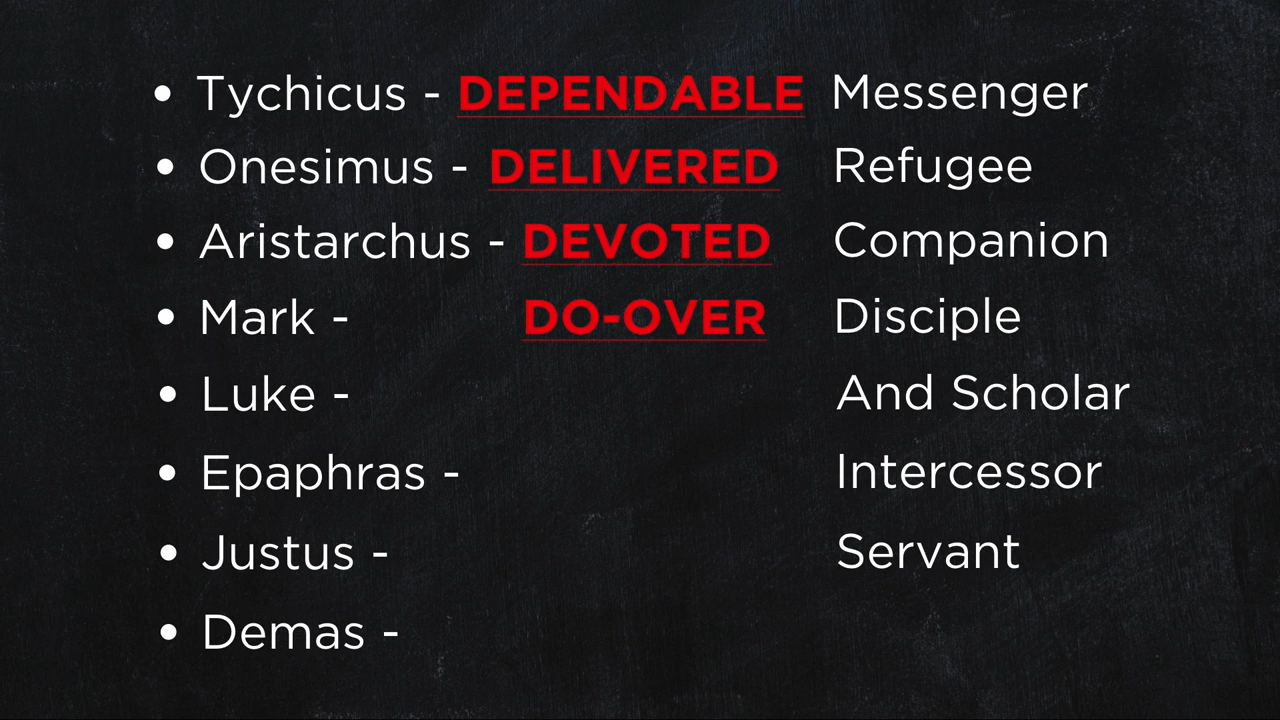 • Tychicus - DEPENDABLE Messenger
• Onesimus - DELIVERED Refugee
• Aristarchus - DEVOTED Companion
• Mark - DO-OVER Disciple
• Luke - And Scholar
• Epaphras - Intercessor
• Justus - Servant
• Demas -